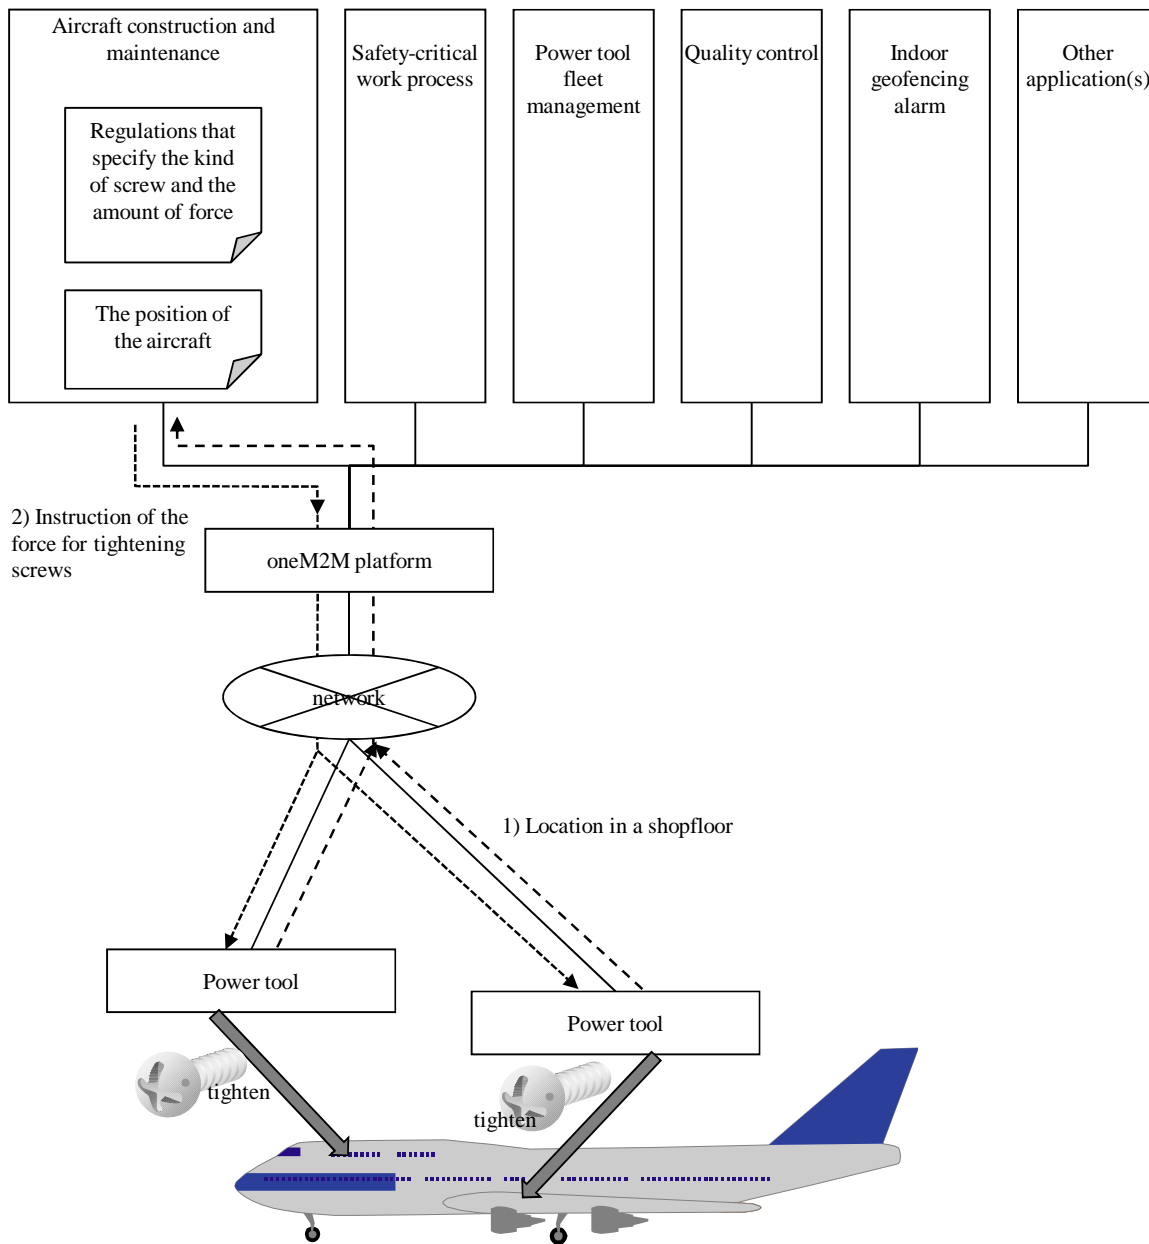 Aircraft construction and
maintenance
Regulations that
specify the kind
of screw and the
amount of force
The position of
the aircraft
Safety-critical
work process
Power tool
fleet
management
Quality control
Indoor
geofencing
alarm
Other
application(s)
2) Instruction of the
force for tightening
screws
oneM2M platform
network
1) Location in a shopfloor
Power tool
Power tool
tighten
tighten